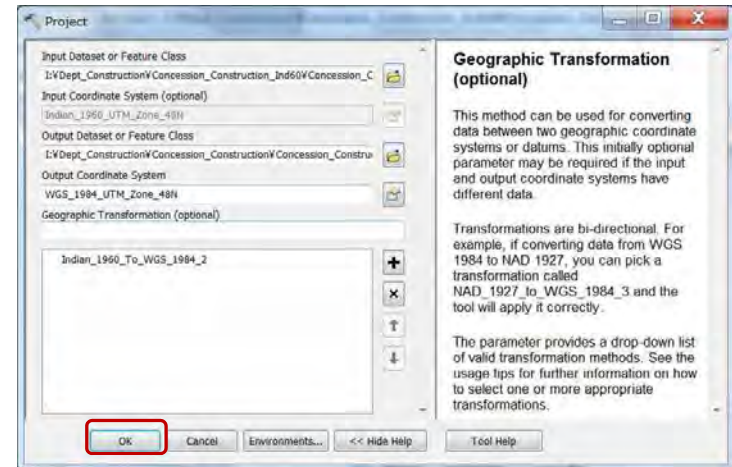 Project
Input Dataset or Feature Class
I:¥Dept_Construction¥Concession_Construction_Ind60¥Concession_C
Input Coordinate System (optional)
Indian_1960_UTM_Zone_48N
Output Dataset or Feature Class
I:¥Dept_Construction¥Concession_Construction¥Concession_Constru
Output Coordinate System
WGS_1984_UTM_Zone_48N
Geographic Transformation (optional)
Indian_1960_To_WGS_1984_2
OK
Cancel
Environments...
<< Hide Help
Geographic Transformation
(optional)
This method can be used for converting
data between two geographic coordinate
systems or datums. This initially optional
parameter may be required if the input
and output coordinate systems have
different data.
Transformations are bi-directional. For
example, if converting data from WGS
1984 to NAD 1927, you can pick a
transformation called
NAD_1927_to_WGS_1984_3 and the
tool will apply it correctly.
The parameter provides a drop-down list
of valid transformation methods. See the
usage tips for further information on how
to select one or more appropriate
transformations.
Tool Help